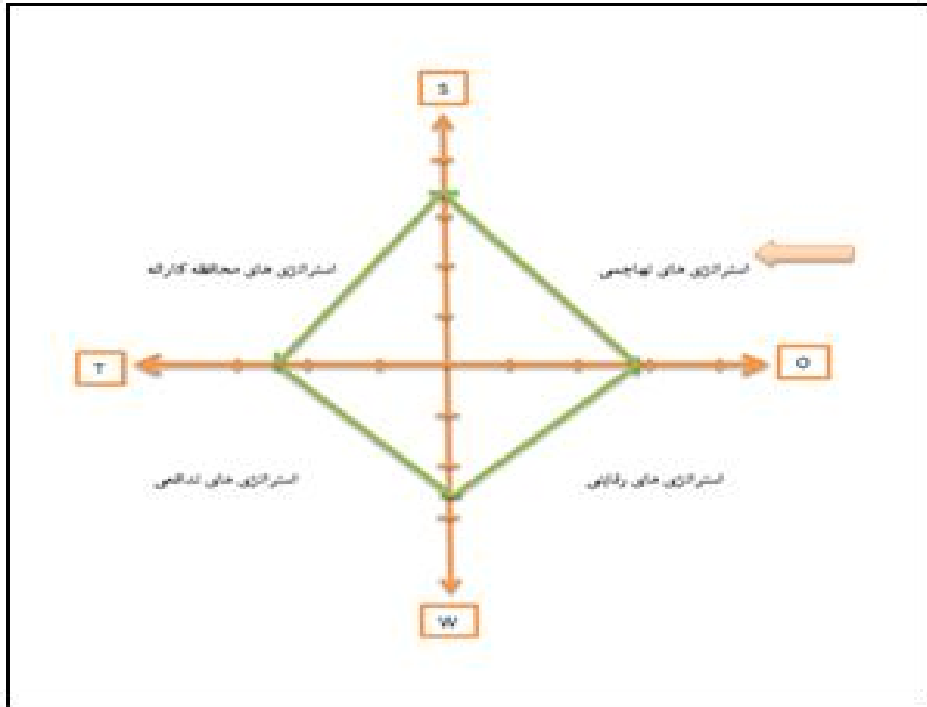 S
استراتژی های تهاجمی
استراتژی های محافظه کارانه
O
T
استراتژی های رقابتی
استراتژی های تدافعی
W